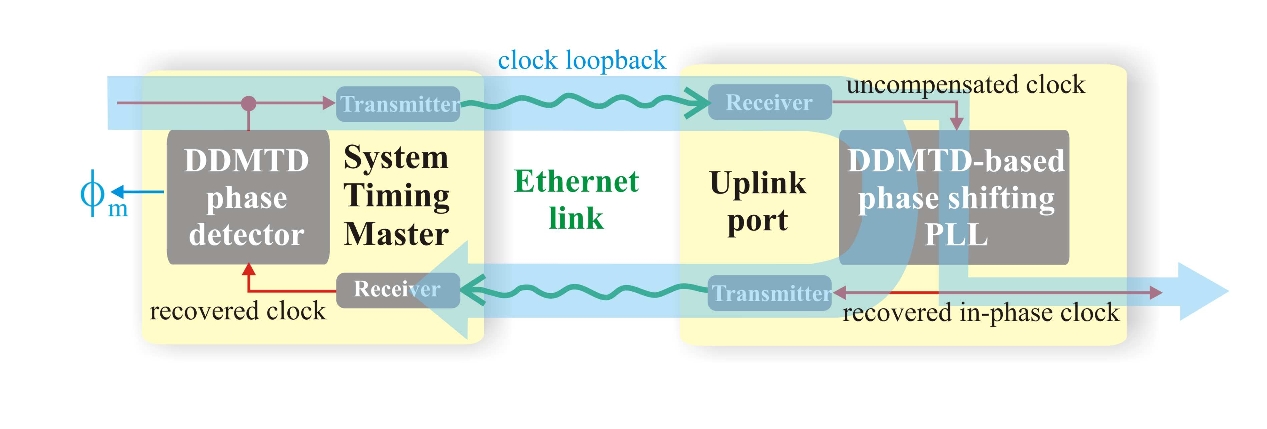 clock loopback
Transmitter
Receiver
uncompensated clock
DDMTD
phase
detector
System
Timing
Master
ϕm
Ethernet
link
Uplink
port
DDMTD-based
phase shifting
PLL
Receiver
Transmitter
recovered clock
recovered in-phase clock